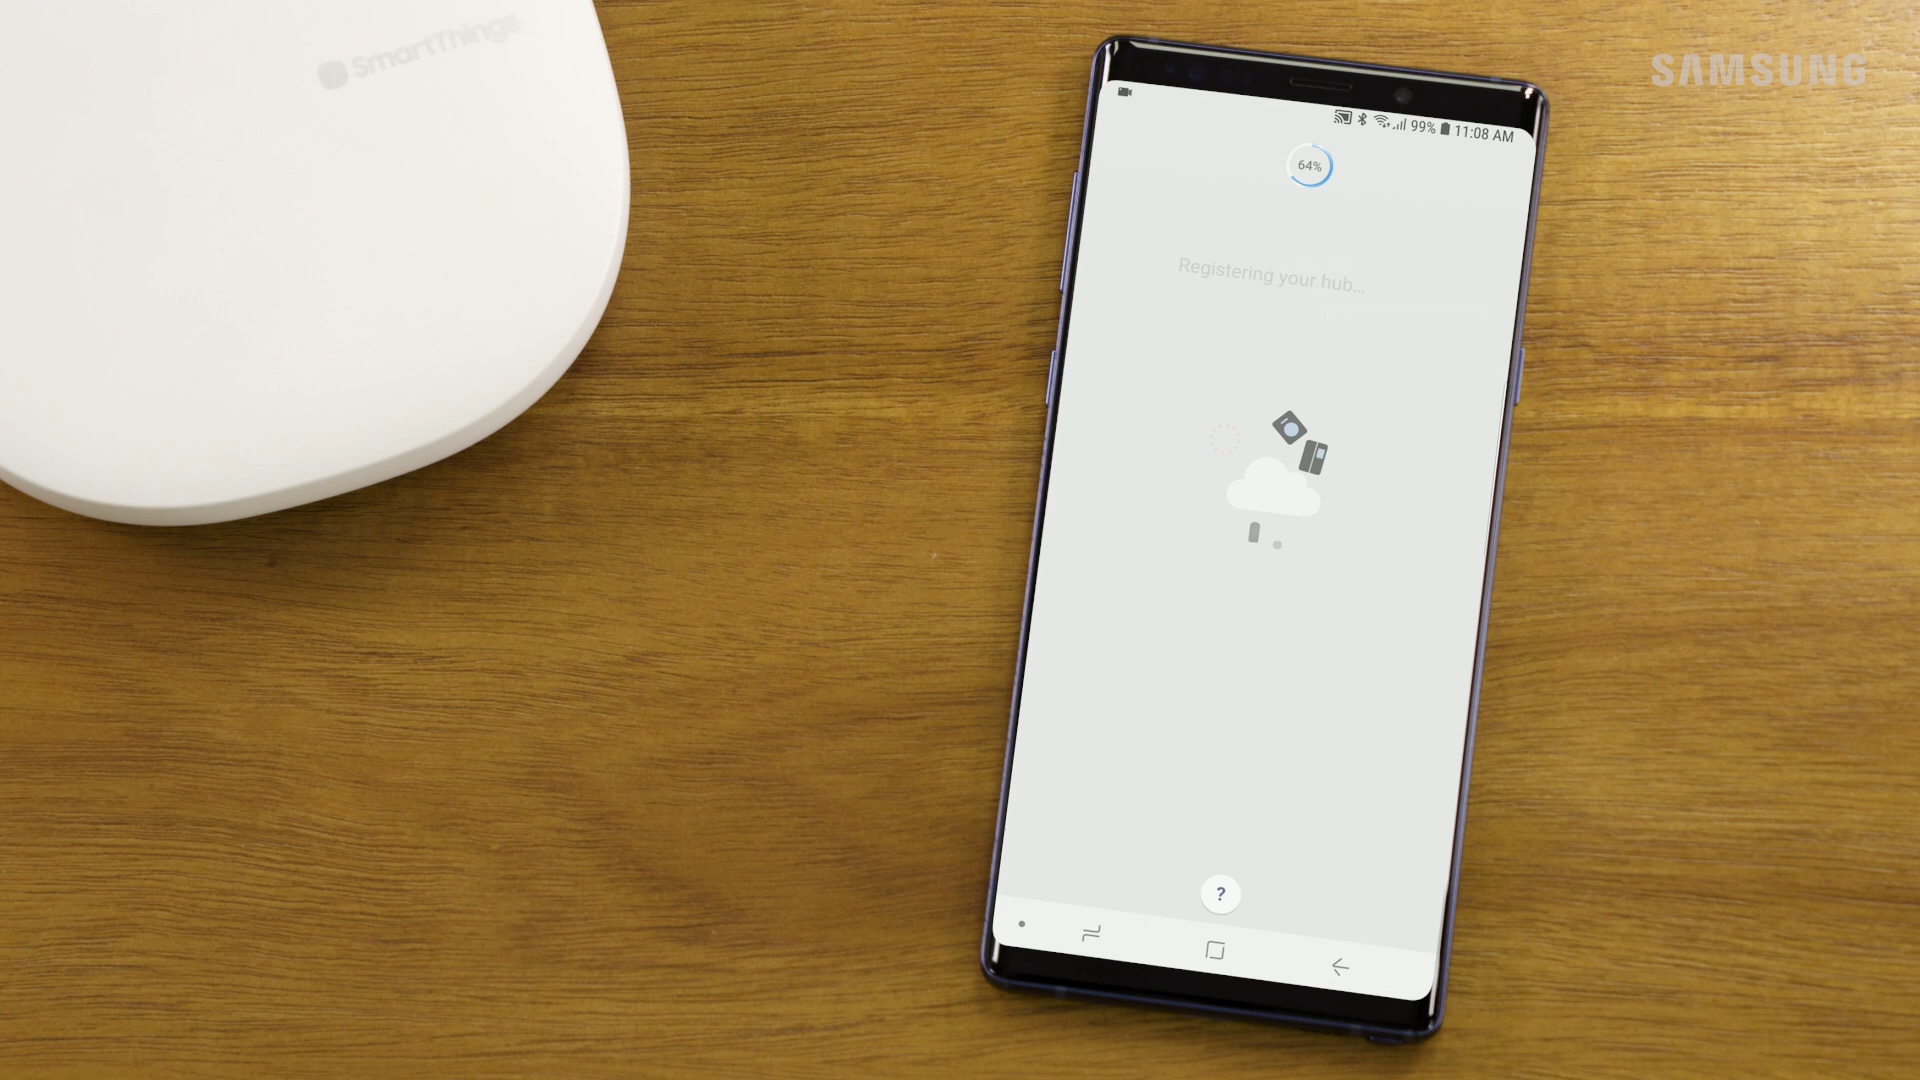 SmartThings
SAMSUNG
99% 11:08 AM
64%
Registering your hub...
?